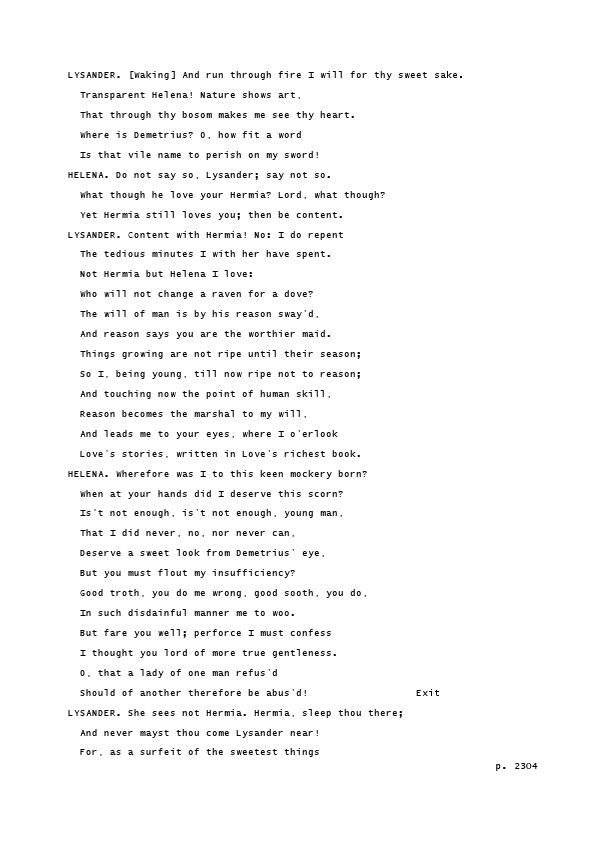 LYSANDER. [Waking] And run through fire I will for thy sweet sake.
Transparent Helena! Nature shows art,
That through thy bosom makes me see thy heart.
Where is Demetrius? O, how fit a word
Is that vile name to perish on my sword!
HELENA. Do not say so, Lysander; say not so.
What though he love your Hermia? Lord, what though?
Yet Hermia still loves you; then be content.
LYSANDER. Content with Hermia! No: I do repent
The tedious minutes I with her have spent.
Not Hermia but Helena I love:
Who will not change a raven for a dove?
The will of man is by his reason sway'd,
And reason says you are the worthier maid.
Things growing are not ripe until their season;
So I, being young, till now ripe not to reason;
And touching now the point of human skill,
Reason becomes the marshal to my will,
And leads me to your eyes, where I o'erlook
Love's stories, written in Love's richest book.
HELENA. Wherefore was I to this keen mockery born?
When at your hands did I deserve this scorn?
Is't not enough, is't not enough, young man,
That I did never, no, nor never can,
Deserve a sweet look from Demetrius' eye,
But you must flout my insufficiency?
Good troth, you do me wrong, good sooth, you do,
In such disdainful manner me to woo.
But fare you well; perforce I must confess
I thought you lord of more true gentleness.
O, that a lady of one man refus'd
Should of another therefore be abus'd! Exit
LYSANDER. She sees not Hermia. Hermia, sleep thou there;
And never mayst thou come Lysander near!
For, as a surfeit of the sweetest things
p. 2304